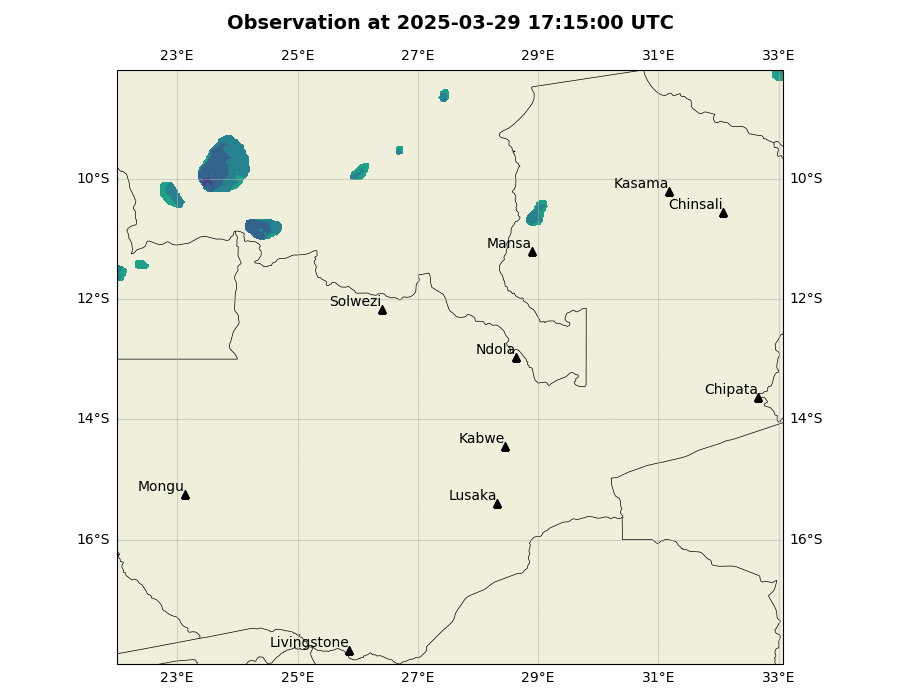 Observation at 2025-03-29 17:15:00 UTC
23°E 25°E 27°E 29°E 31°E 33°E
10°S 10°S
Kasama
Chinsali
Mansa
12°S 12°S
Solwezi
Ndola
Chipata
14°S 14°S
Kabwe
Mongu
Lusaka
16°S 16°S
Livingstone
23°E 25°E 27°E 29°E 31°E 33°E